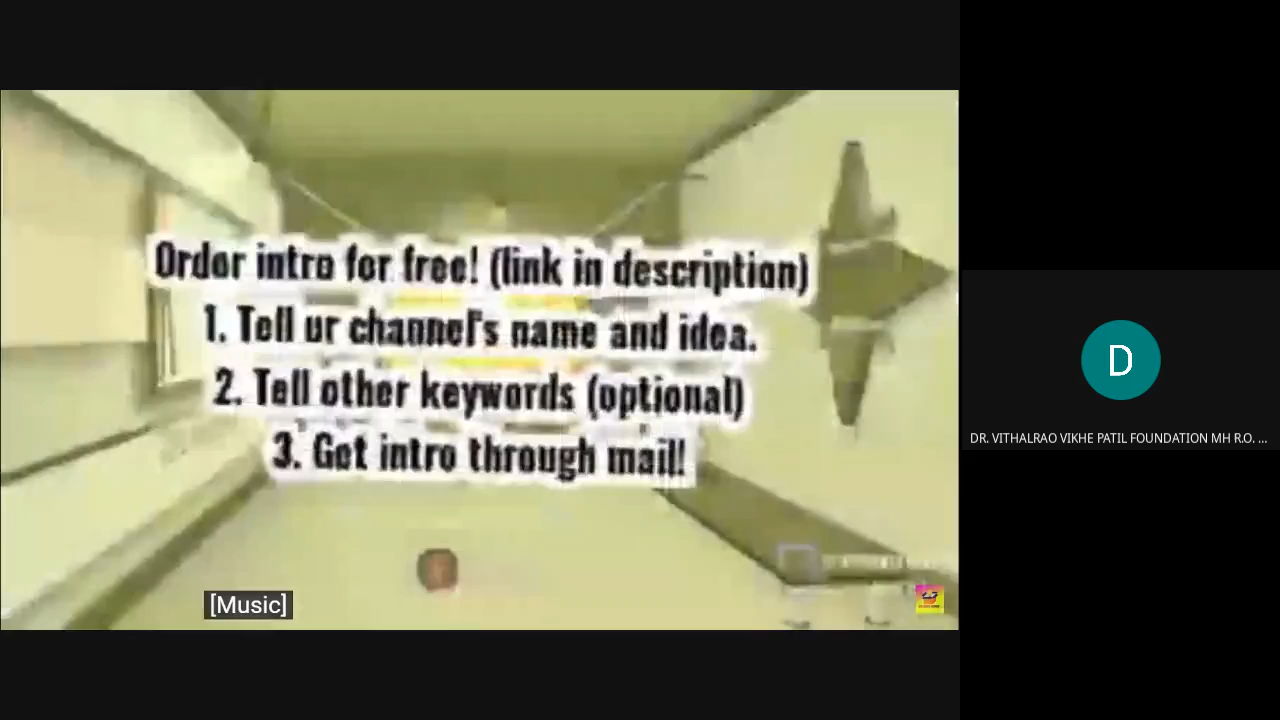 Order intro for free! (link in description)
1. Tell ur channel's name and idea.
2. Tell other keywords (optional)
3. Get intro through mail!
[Music]
D
DR. VITHALRAO VIKHE PATIL FOUNDATION MH R.O. ...